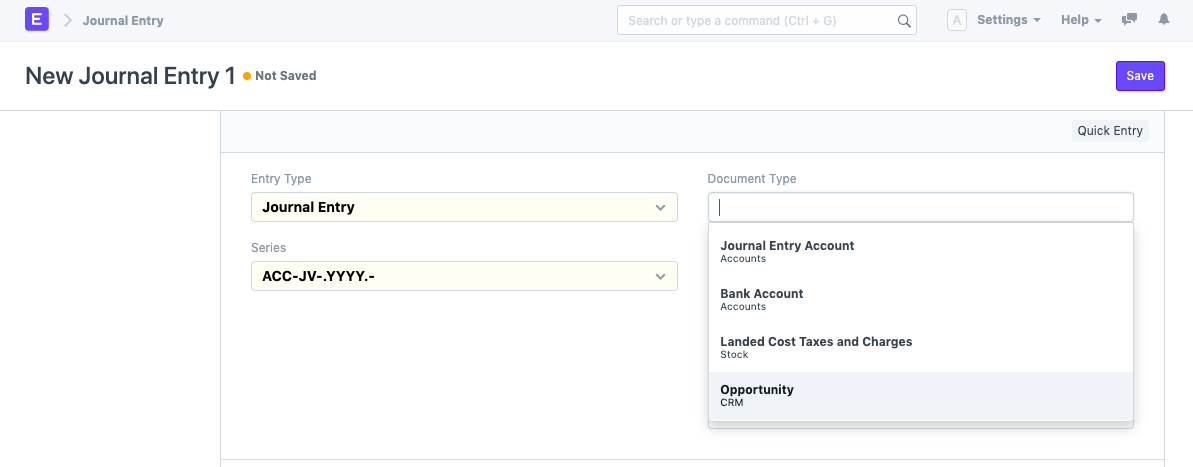 E
Journal Entry
Search or type a command (Ctrl + G)
A
Settings
Help
New Journal Entry 1
Not Saved
Save
Quick Entry
Entry Type
Journal Entry
Series
ACC-JV-.YYYY.-
Document Type
Journal Entry Account
Accounts
Bank Account
Accounts
Landed Cost Taxes and Charges
Stock
Opportunity
CRM